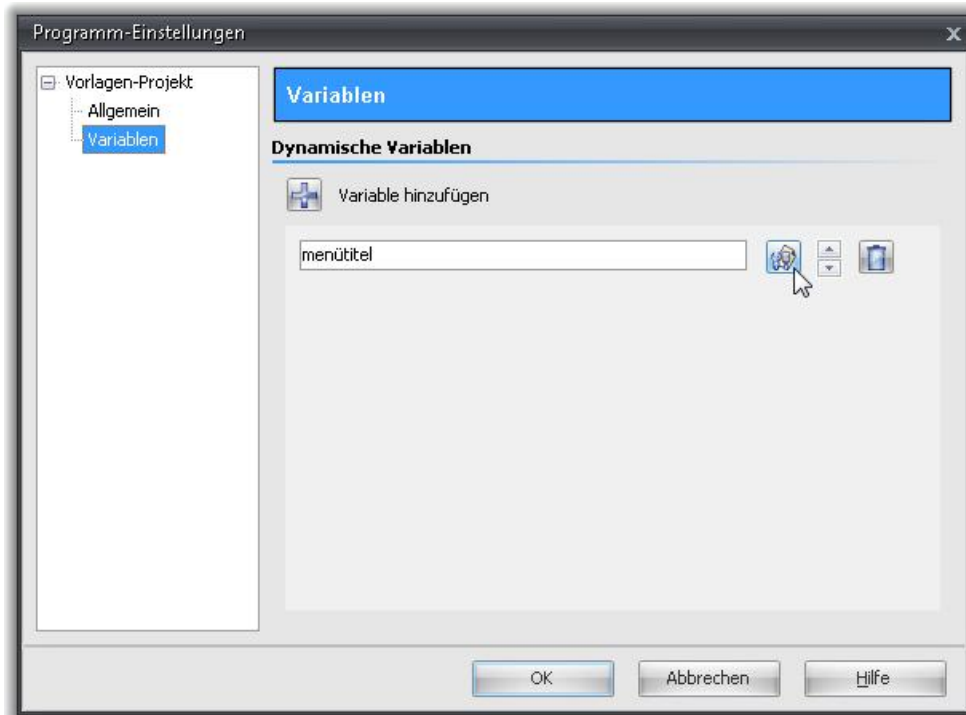 Programm-Einstellungen
Vorlagen-Projekt
Allgemein
Variablen
Variablen
Dynamische Variablen
Variable hinzufügen
menütitel
OK
Abbrechen
Hilfe